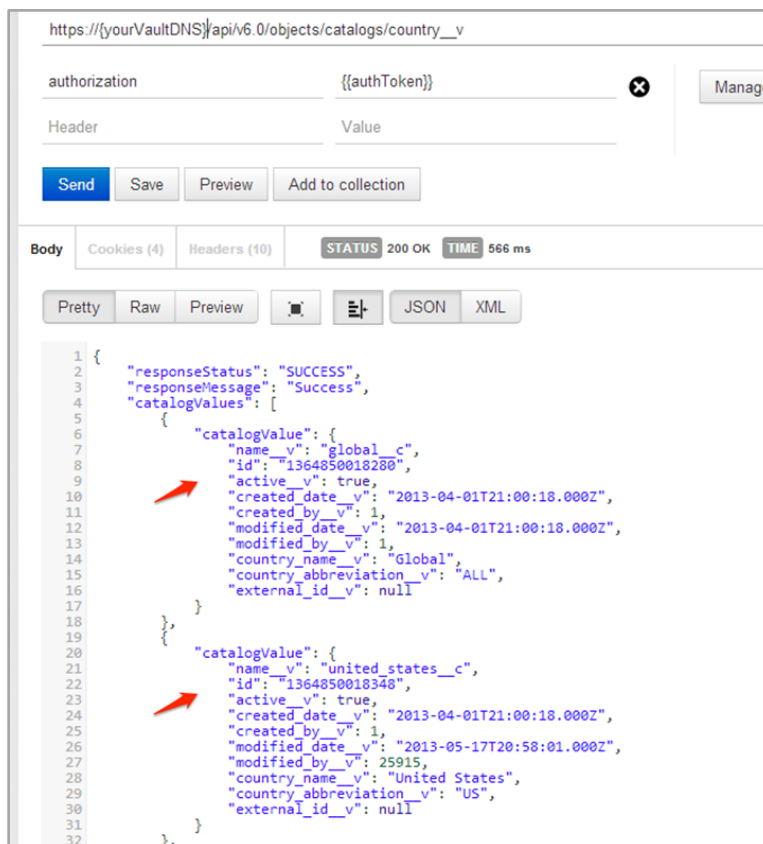 https://{yourVaultDNS}/api/v6.0/objects/catalogs/country__v
authorization {{authToken}} Manage
Header Value
Send Save Preview Add to collection
Body Cookies (4) Headers (10) STATUS 200 OK TIME 566 ms
Pretty Raw Preview JSON XML
1 {
2 "responseStatus": "SUCCESS",
3 "responseMessage": "Success",
4 "catalogValues": [
5 {
6 "catalogValue": {
7 "name__v": "global__c",
8 "id": "1364850018280",
9 "active__v": true,
10 "created_date__v": "2013-04-01T21:00:18.000Z",
11 "created_by__v": 1,
12 "modified_date__v": "2013-04-01T21:00:18.000Z",
13 "modified_by__v": 1,
14 "country_name__v": "Global",
15 "country_abbreviation__v": "ALL",
16 "external_id__v": null
17 }
18 },
19 {
20 "catalogValue": {
21 "name__v": "united_states__c",
22 "id": "1364850018348",
23 "active__v": true,
24 "created_date__v": "2013-04-01T21:00:18.000Z",
25 "created_by__v": 1,
26 "modified_date__v": "2013-05-17T20:58:01.000Z",
27 "modified_by__v": 25915,
28 "country_name__v": "United States",
29 "country_abbreviation__v": "US",
30 "external_id__v": null
31 }
32 },